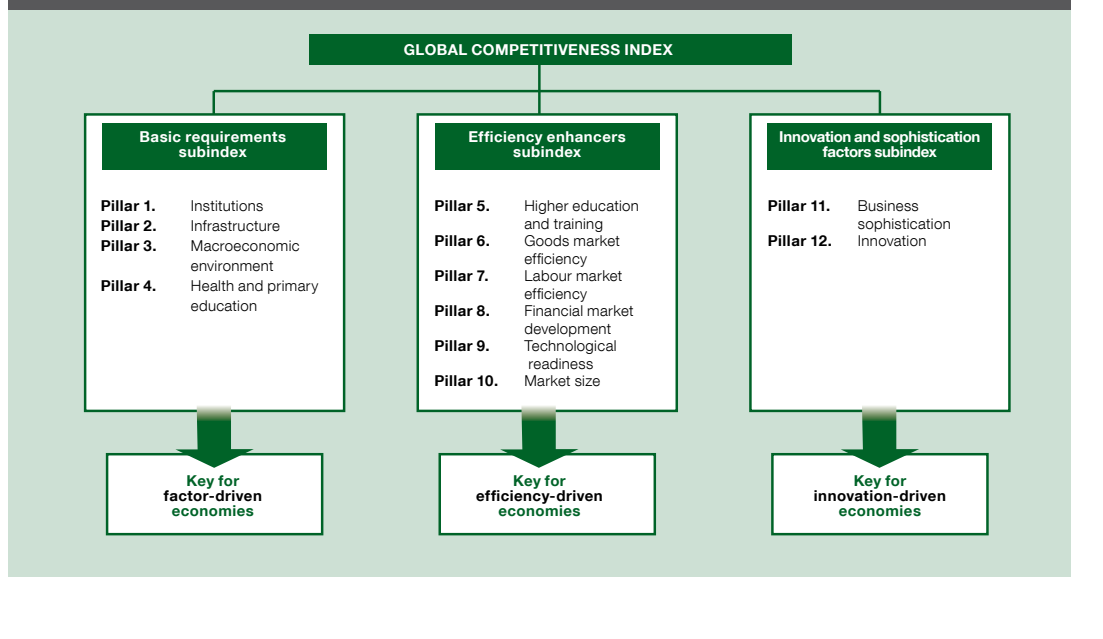 GLOBAL COMPETITIVENESS INDEX
Basic requirements
subindex
Pillar 1. Institutions
Pillar 2. Infrastructure
Pillar 3. Macroeconomic
environment
Pillar 4. Health and primary
education
Key for
factor-driven
economies
Efficiency enhancers
subindex
Pillar 5. Higher education
and training
Pillar 6. Goods market
efficiency
Pillar 7. Labour market
efficiency
Pillar 8. Financial market
development
Pillar 9. Technological
readiness
Pillar 10. Market size
Key for
efficiency-driven
economies
Innovation and sophistication
factors subindex
Pillar 11. Business
sophistication
Pillar 12. Innovation
Key for
innovation-driven
economies